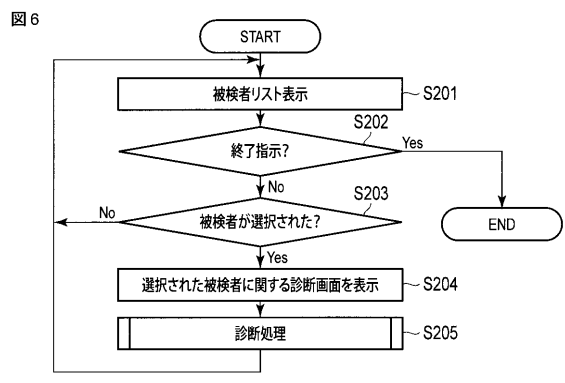 図6
START
被検者リスト表示
S201
終了指示?
S202
Yes
No
被検者が選択された?
S203
No
END
Yes
選択された被検者に関する診断画面を表示
S204
診断処理
S205